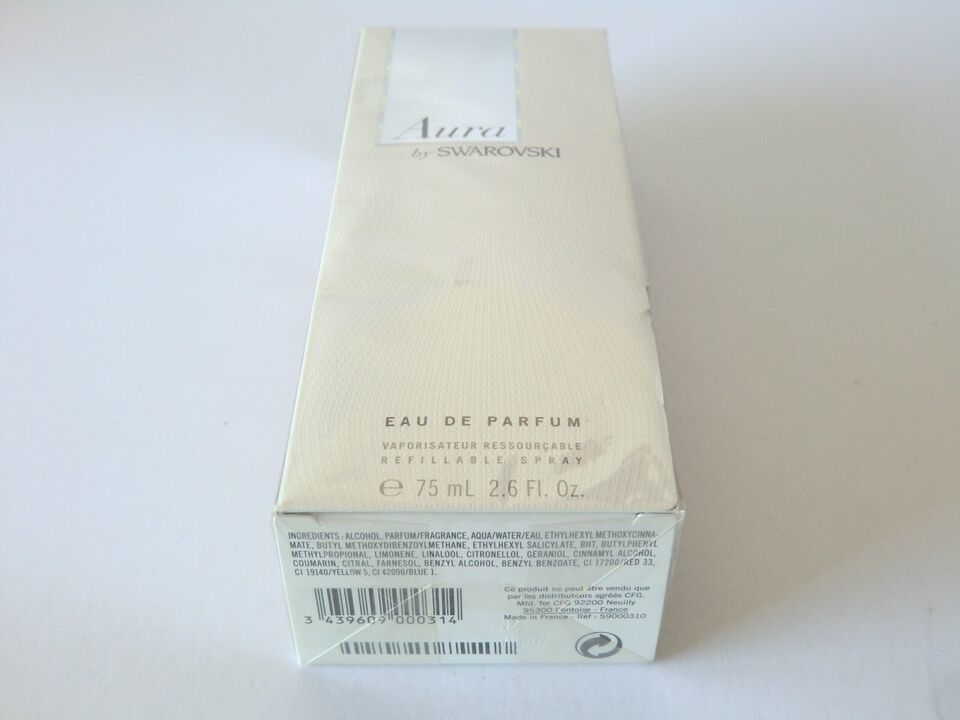 Aura
by SWAROVSKI
EAU DE PARFUM
VAPORISATEUR RESSOURÇABLE
REFILLABLE SPRAY
℮ 75 mL 2,6 Fl. Oz.
INGREDIENTS : ALCOHOL, PARFUM/FRAGRANCE, AQUA/WATER/EAU, ETHYLHEXYL METHOXYCINNA-
MATE, BUTYL METHOXYDIBENZOYLMETHANE, ETHYLHEXYL SALICYLATE, BHT, BUTYLPHENYL
METHYLPROPIONAL, LIMONENE, LINALOOL, CITRONELLOL, GERANIOL, CINNAMYL ALCOHOL,
COUMARIN, CITRAL, FARNESOL, BENZYL ALCOHOL, BENZYL BENZOATE, CI 17200/RED 33,
CI 19140/YELLOW 5, CI 42090/BLUE 1.
Ce produit ne peut être vendu que
par les distributeurs agréés CFG.
Mfd. for CFG 92200 Neuilly
95300 Pontoise - France
Made in France - Ref : S9000310
3 439609 000314